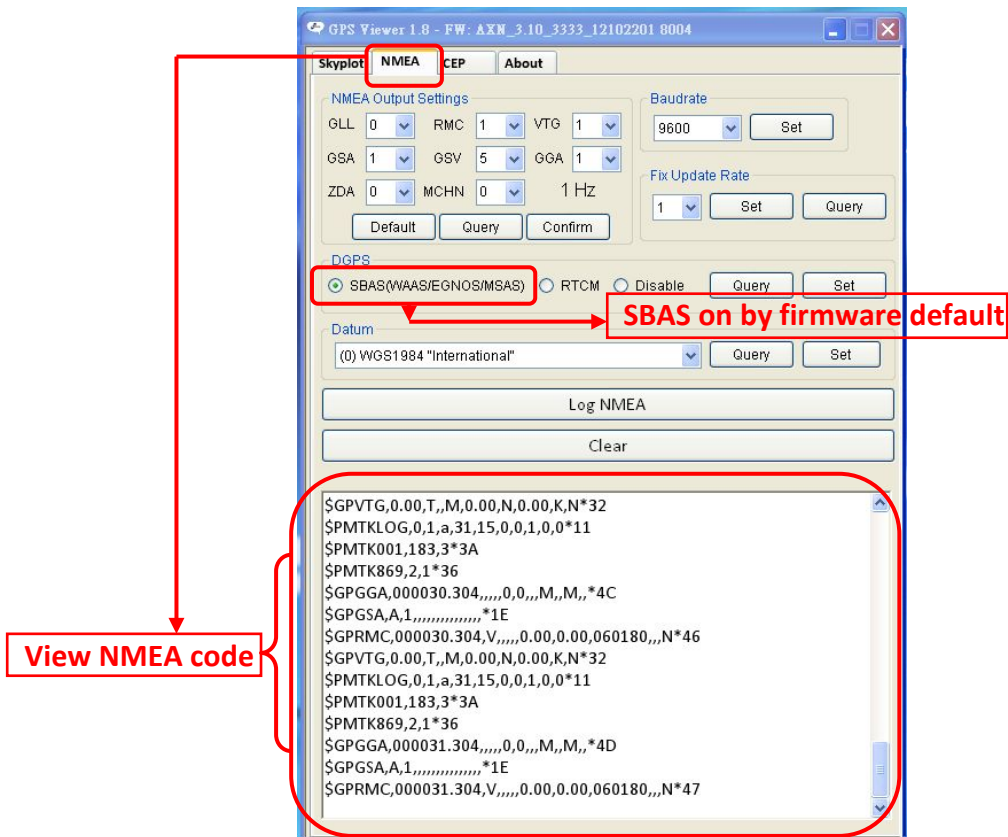 GPS Viewer 1.8 - FW: AXN_3.10_3333_12102201 8004
Skyplot NMEA CEP About
NMEA Output Settings
GLL 0 RMC 1 VTG 1
GSA 1 GSV 5 GGA 1
ZDA 0 MCHN 0 1 Hz
Default Query Confirm
Baudrate
9600 Set
Fix Update Rate
1 Set Query
DGPS
SBAS(WAAS/EGNOS/MSAS) RTCM Disable Query Set
SBAS on by firmware default
Datum
(0) WGS1984 "International" Query Set
Log NMEA
Clear
$GPVTG,0.00,T,,M,0.00,N,0.00,K,N*32
$PMTKLOG,0,1,a,31,15,0,0,1,0,0*11
$PMTK001,183,3*3A
$PMTK869,2,1*36
$GPGGA,000030.304,,,,,0,0,,,M,,M,,*4C
$GPGSA,A,1,,,,,,,,,,,,,,,*1E
$GPRMC,000030.304,V,,,,,0.00,0.00,060180,,,N*46
$GPVTG,0.00,T,,M,0.00,N,0.00,K,N*32
$PMTKLOG,0,1,a,31,15,0,0,1,0,0*11
$PMTK001,183,3*3A
$PMTK869,2,1*36
$GPGGA,000031.304,,,,,0,0,,,M,,M,,*4D
$GPGSA,A,1,,,,,,,,,,,,,,,*1E
$GPRMC,000031.304,V,,,,,0.00,0.00,060180,,,N*47
View NMEA code